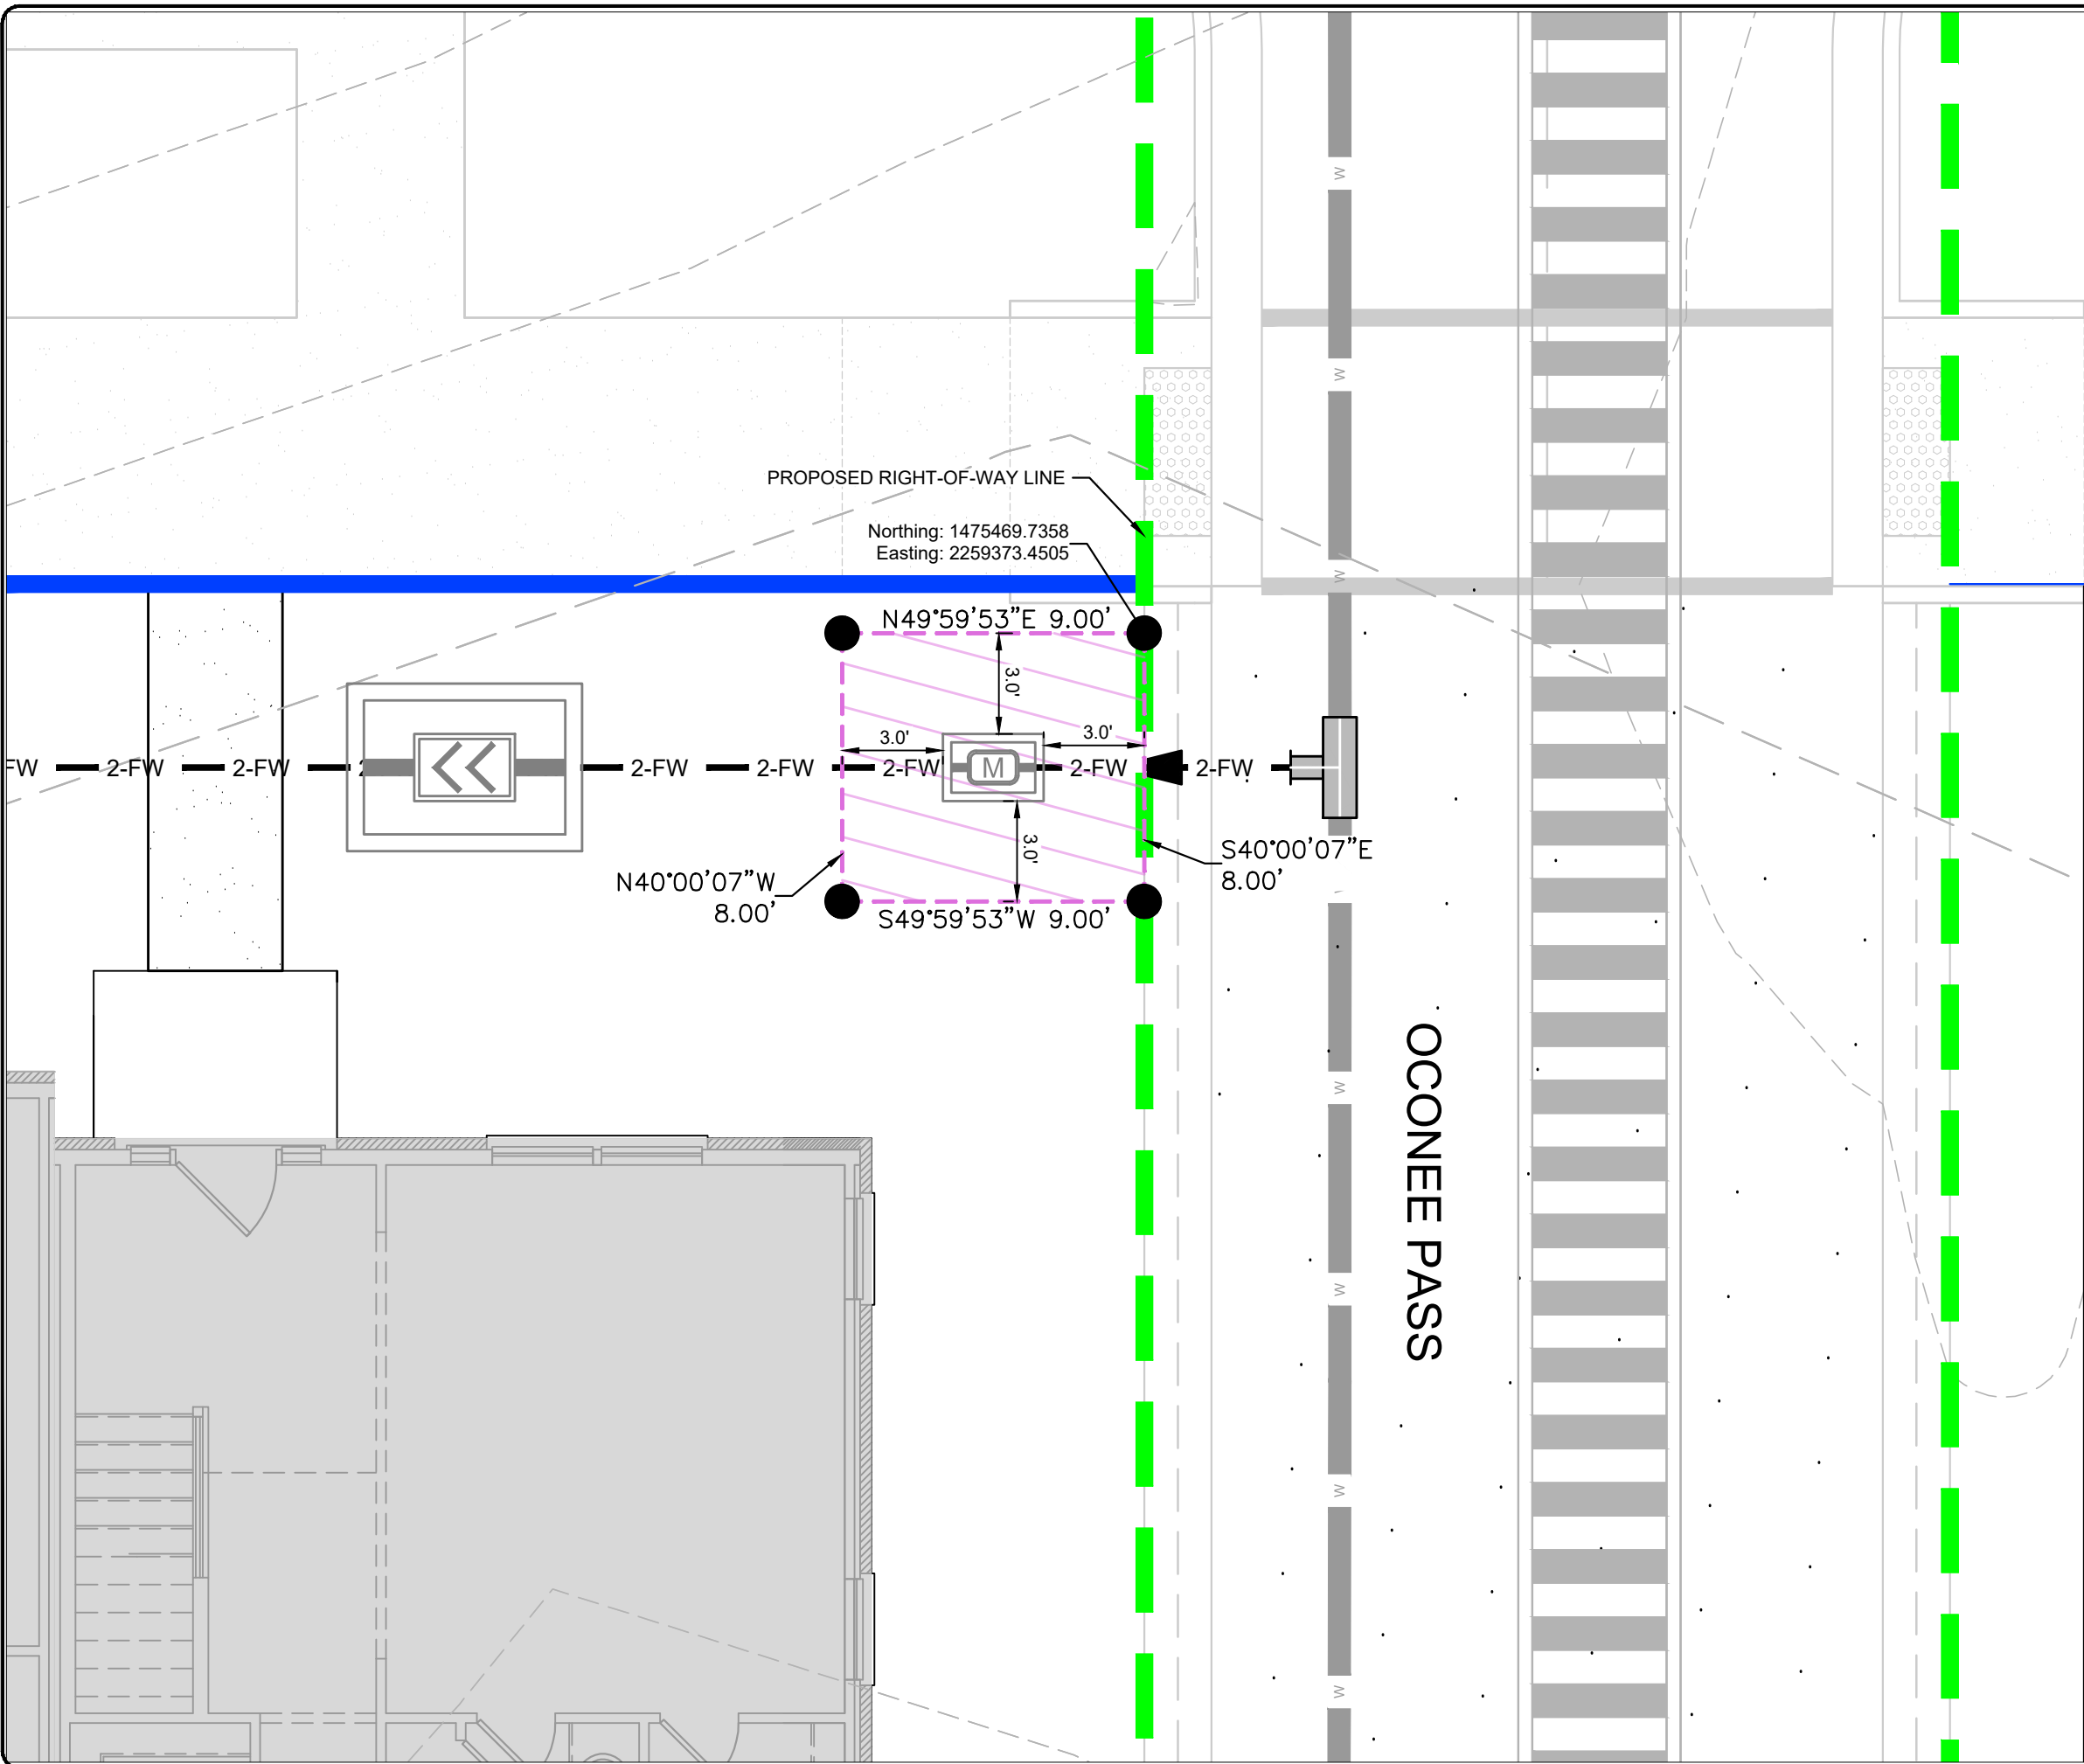 W
W
PROPOSED RIGHT-OF-WAY LINE
Northing: 1475469.7358
Easting: 2259373.4505
W
N49°59'53"E 9.00'
3.0'
3.0'
3.0'
FW
2-FW
2-FW
2
2-FW
2-FW
2-FW
M
2-FW
2-FW
3.0'
S40°00'07"E
8.00'
N40°00'07"W
8.00'
S49°59'53"W 9.00'
OCONEE PASS
W
W
W
W